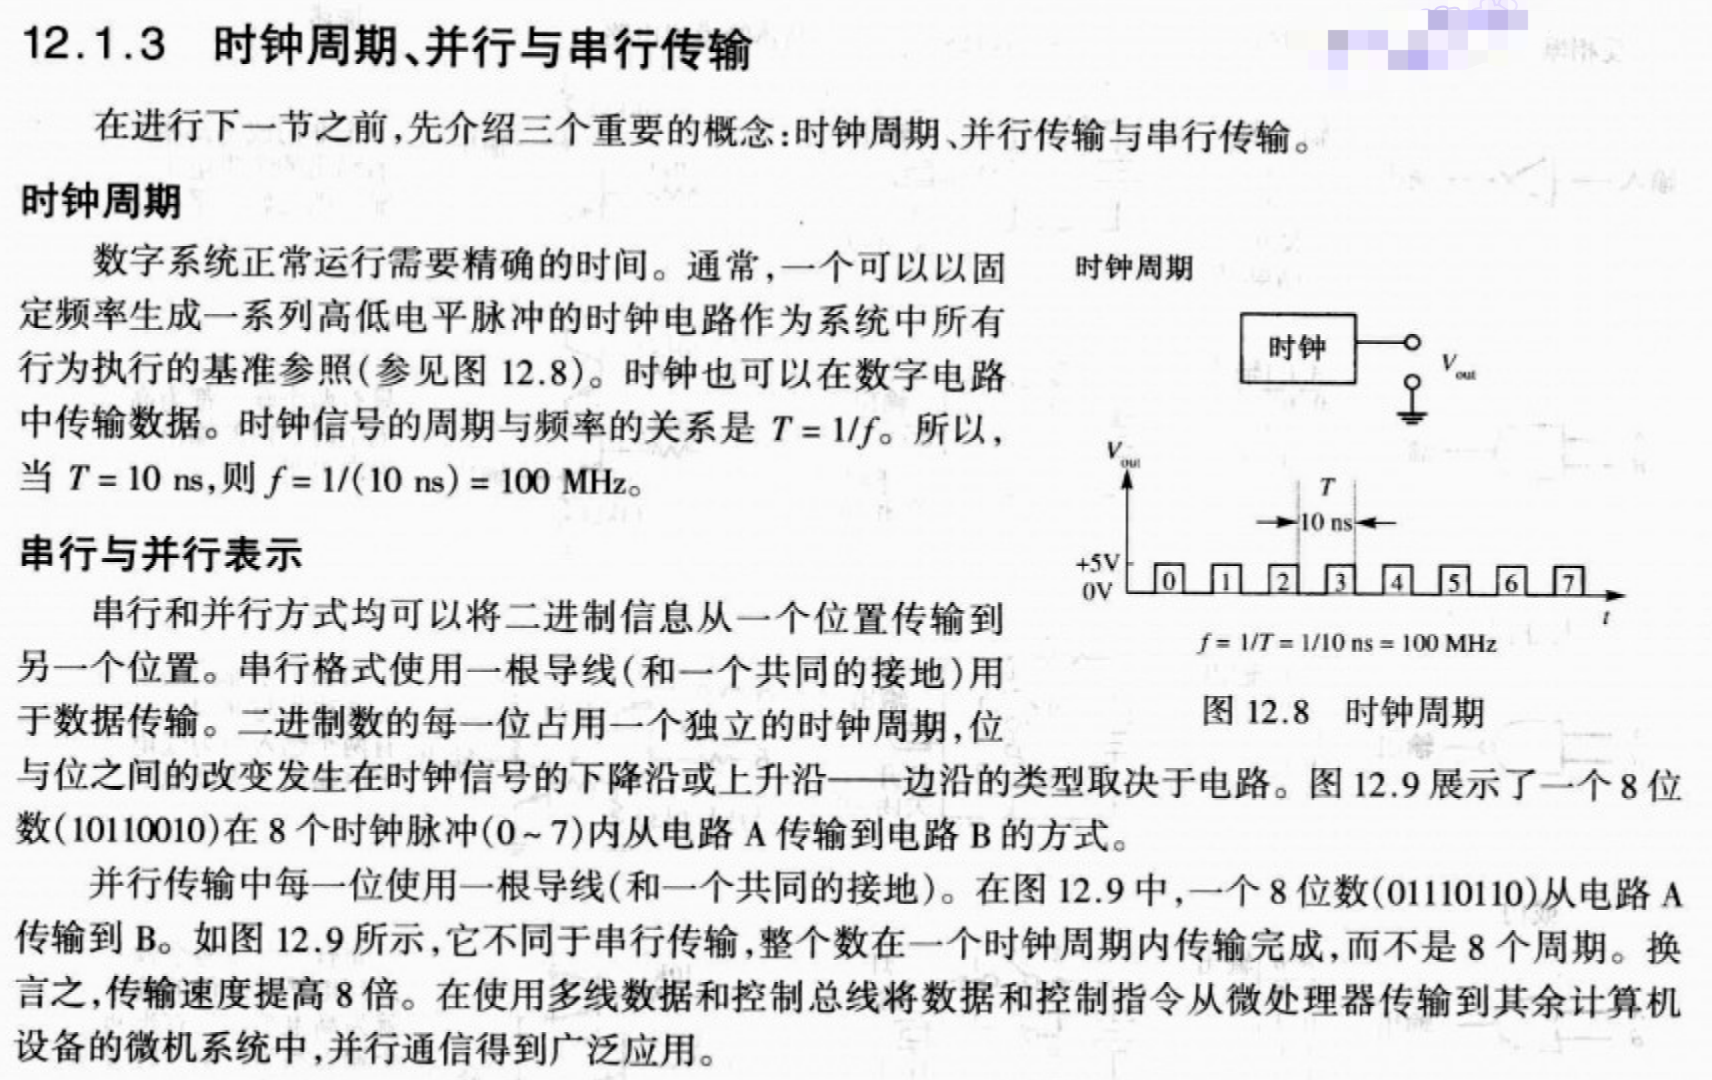 12.1.3 时钟周期、并行与串行传输
在进行下一节之前,先介绍三个重要的概念:时钟周期、并行传输与串行传输。
时钟周期
数字系统正常运行需要精确的时间。通常,一个可以以固
定频率生成一系列高低电平脉冲的时钟电路作为系统中所有
行为执行的基准参照(参见图 12.8)。时钟也可以在数字电路
中传输数据。时钟信号的周期与频率的关系是 T = 1/f。所以,
当 T = 10 ns,则 f = 1/(10 ns) = 100 MHz。
时钟周期
时钟
Vout
Vout
T
10 ns
+5V
0V
0 1 2 3 4 5 6 7
t
f = 1/T = 1/10 ns = 100 MHz
图 12.8 时钟周期
串行与并行表示
串行和并行方式均可以将二进制信息从一个位置传输到
另一个位置。串行格式使用一根导线(和一个共同的接地)用
于数据传输。二进制数的每一位占用一个独立的时钟周期,位
与位之间的改变发生在时钟信号的下降沿或上升沿——边沿的类型取决于电路。图 12.9 展示了一个 8 位
数(10110010)在 8 个时钟脉冲(0~7)内从电路 A 传输到电路 B 的方式。
并行传输中每一位使用一根导线(和一个共同的接地)。在图 12.9 中,一个 8 位数(01110110)从电路 A
传输到 B。如图 12.9 所示,它不同于串行传输,整个数在一个时钟周期内传输完成,而不是 8 个周期。换
言之,传输速度提高 8 倍。在使用多线数据和控制总线将数据和控制指令从微处理器传输到其余计算机
设备的微机系统中,并行通信得到广泛应用。